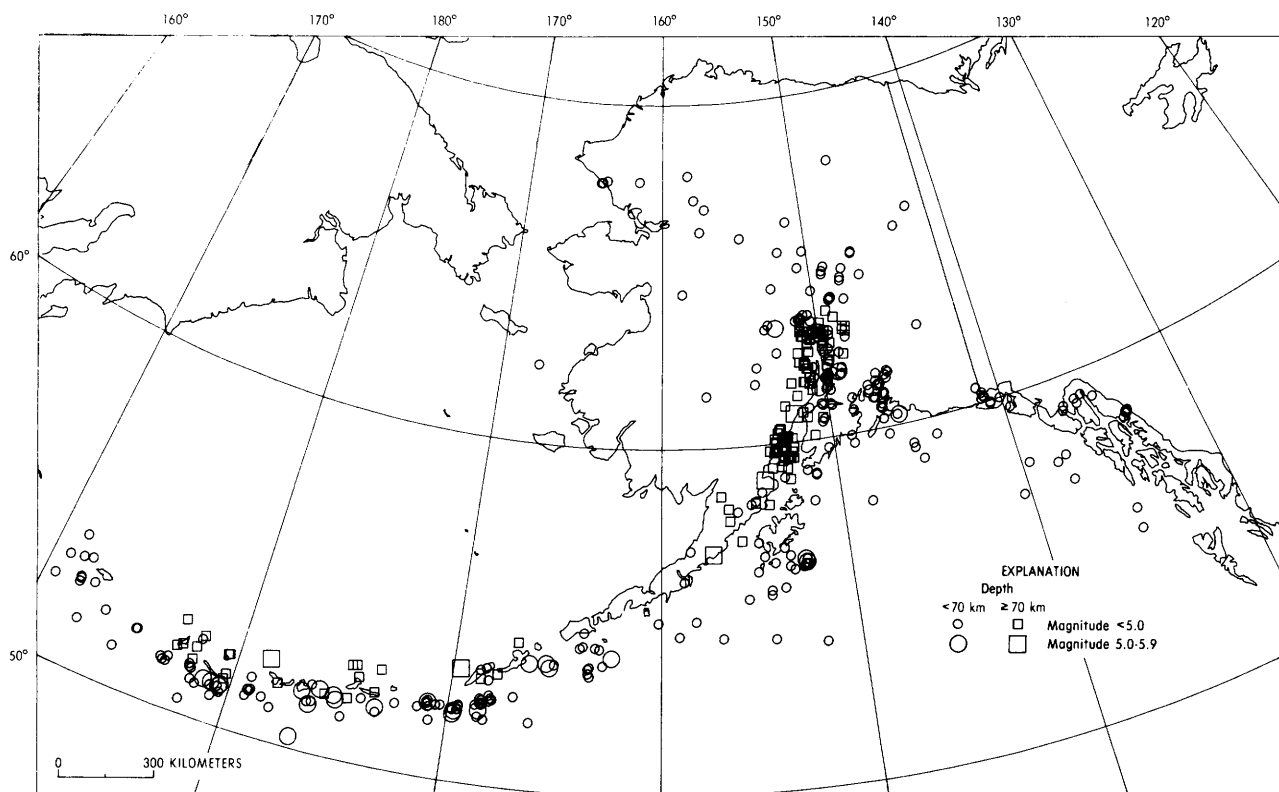 160° 170° 180° 170° 160° 150° 140° 130° 120°
60°
50°
EXPLANATION
Depth
<70 km ≥70 km
Magnitude <5.0
Magnitude 5.0-5.9
0 300 KILOMETERS